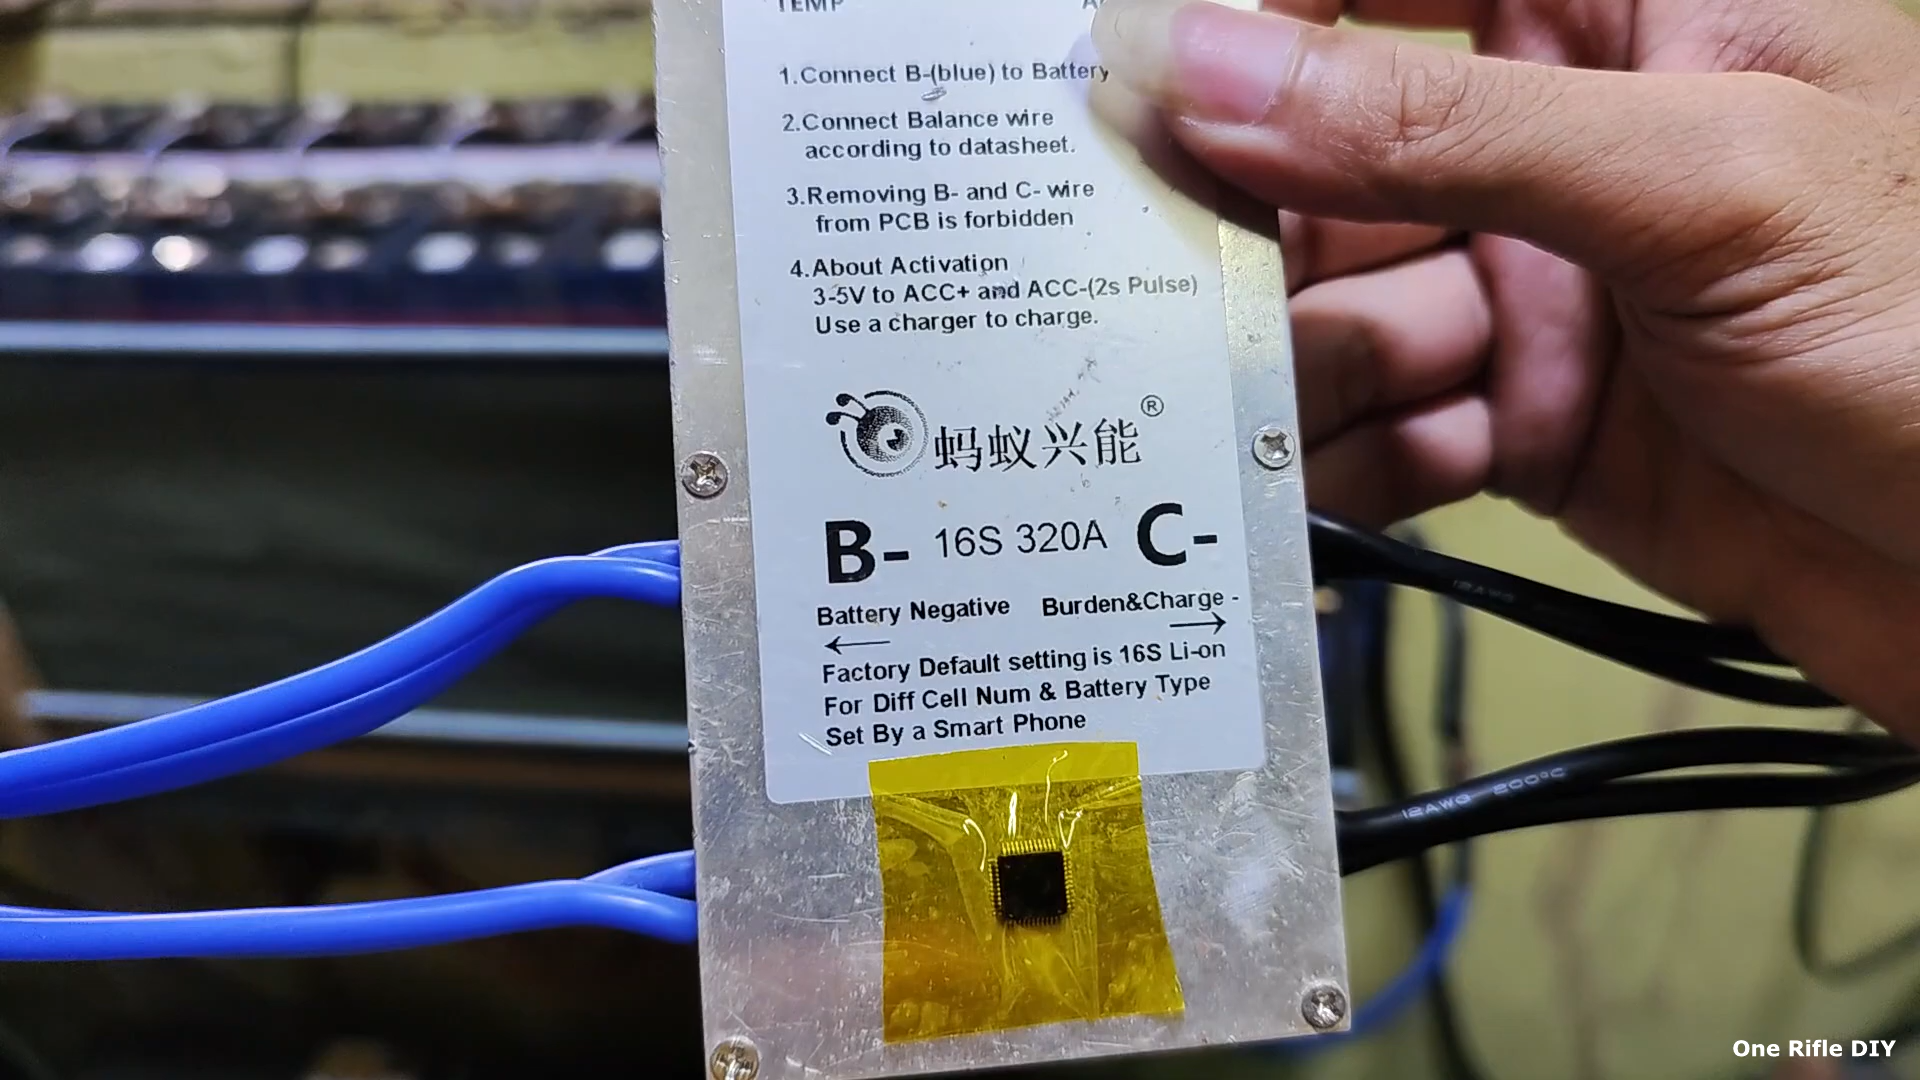 TEMP
1.Connect B-(blue) to Battery
2.Connect Balance wire
according to datasheet.
3.Removing B- and C- wire
from PCB is forbidden
4.About Activation
3-5V to ACC+ and ACC-(2s Pulse)
Use a charger to charge.
蚂蚁兴能®
B- 16S 320A C-
Battery Negative Burden&Charge -
← →
Factory Default setting is 16S Li-on
For Diff Cell Num & Battery Type
Set By a Smart Phone
12AWG 200°C
One Rifle DIY